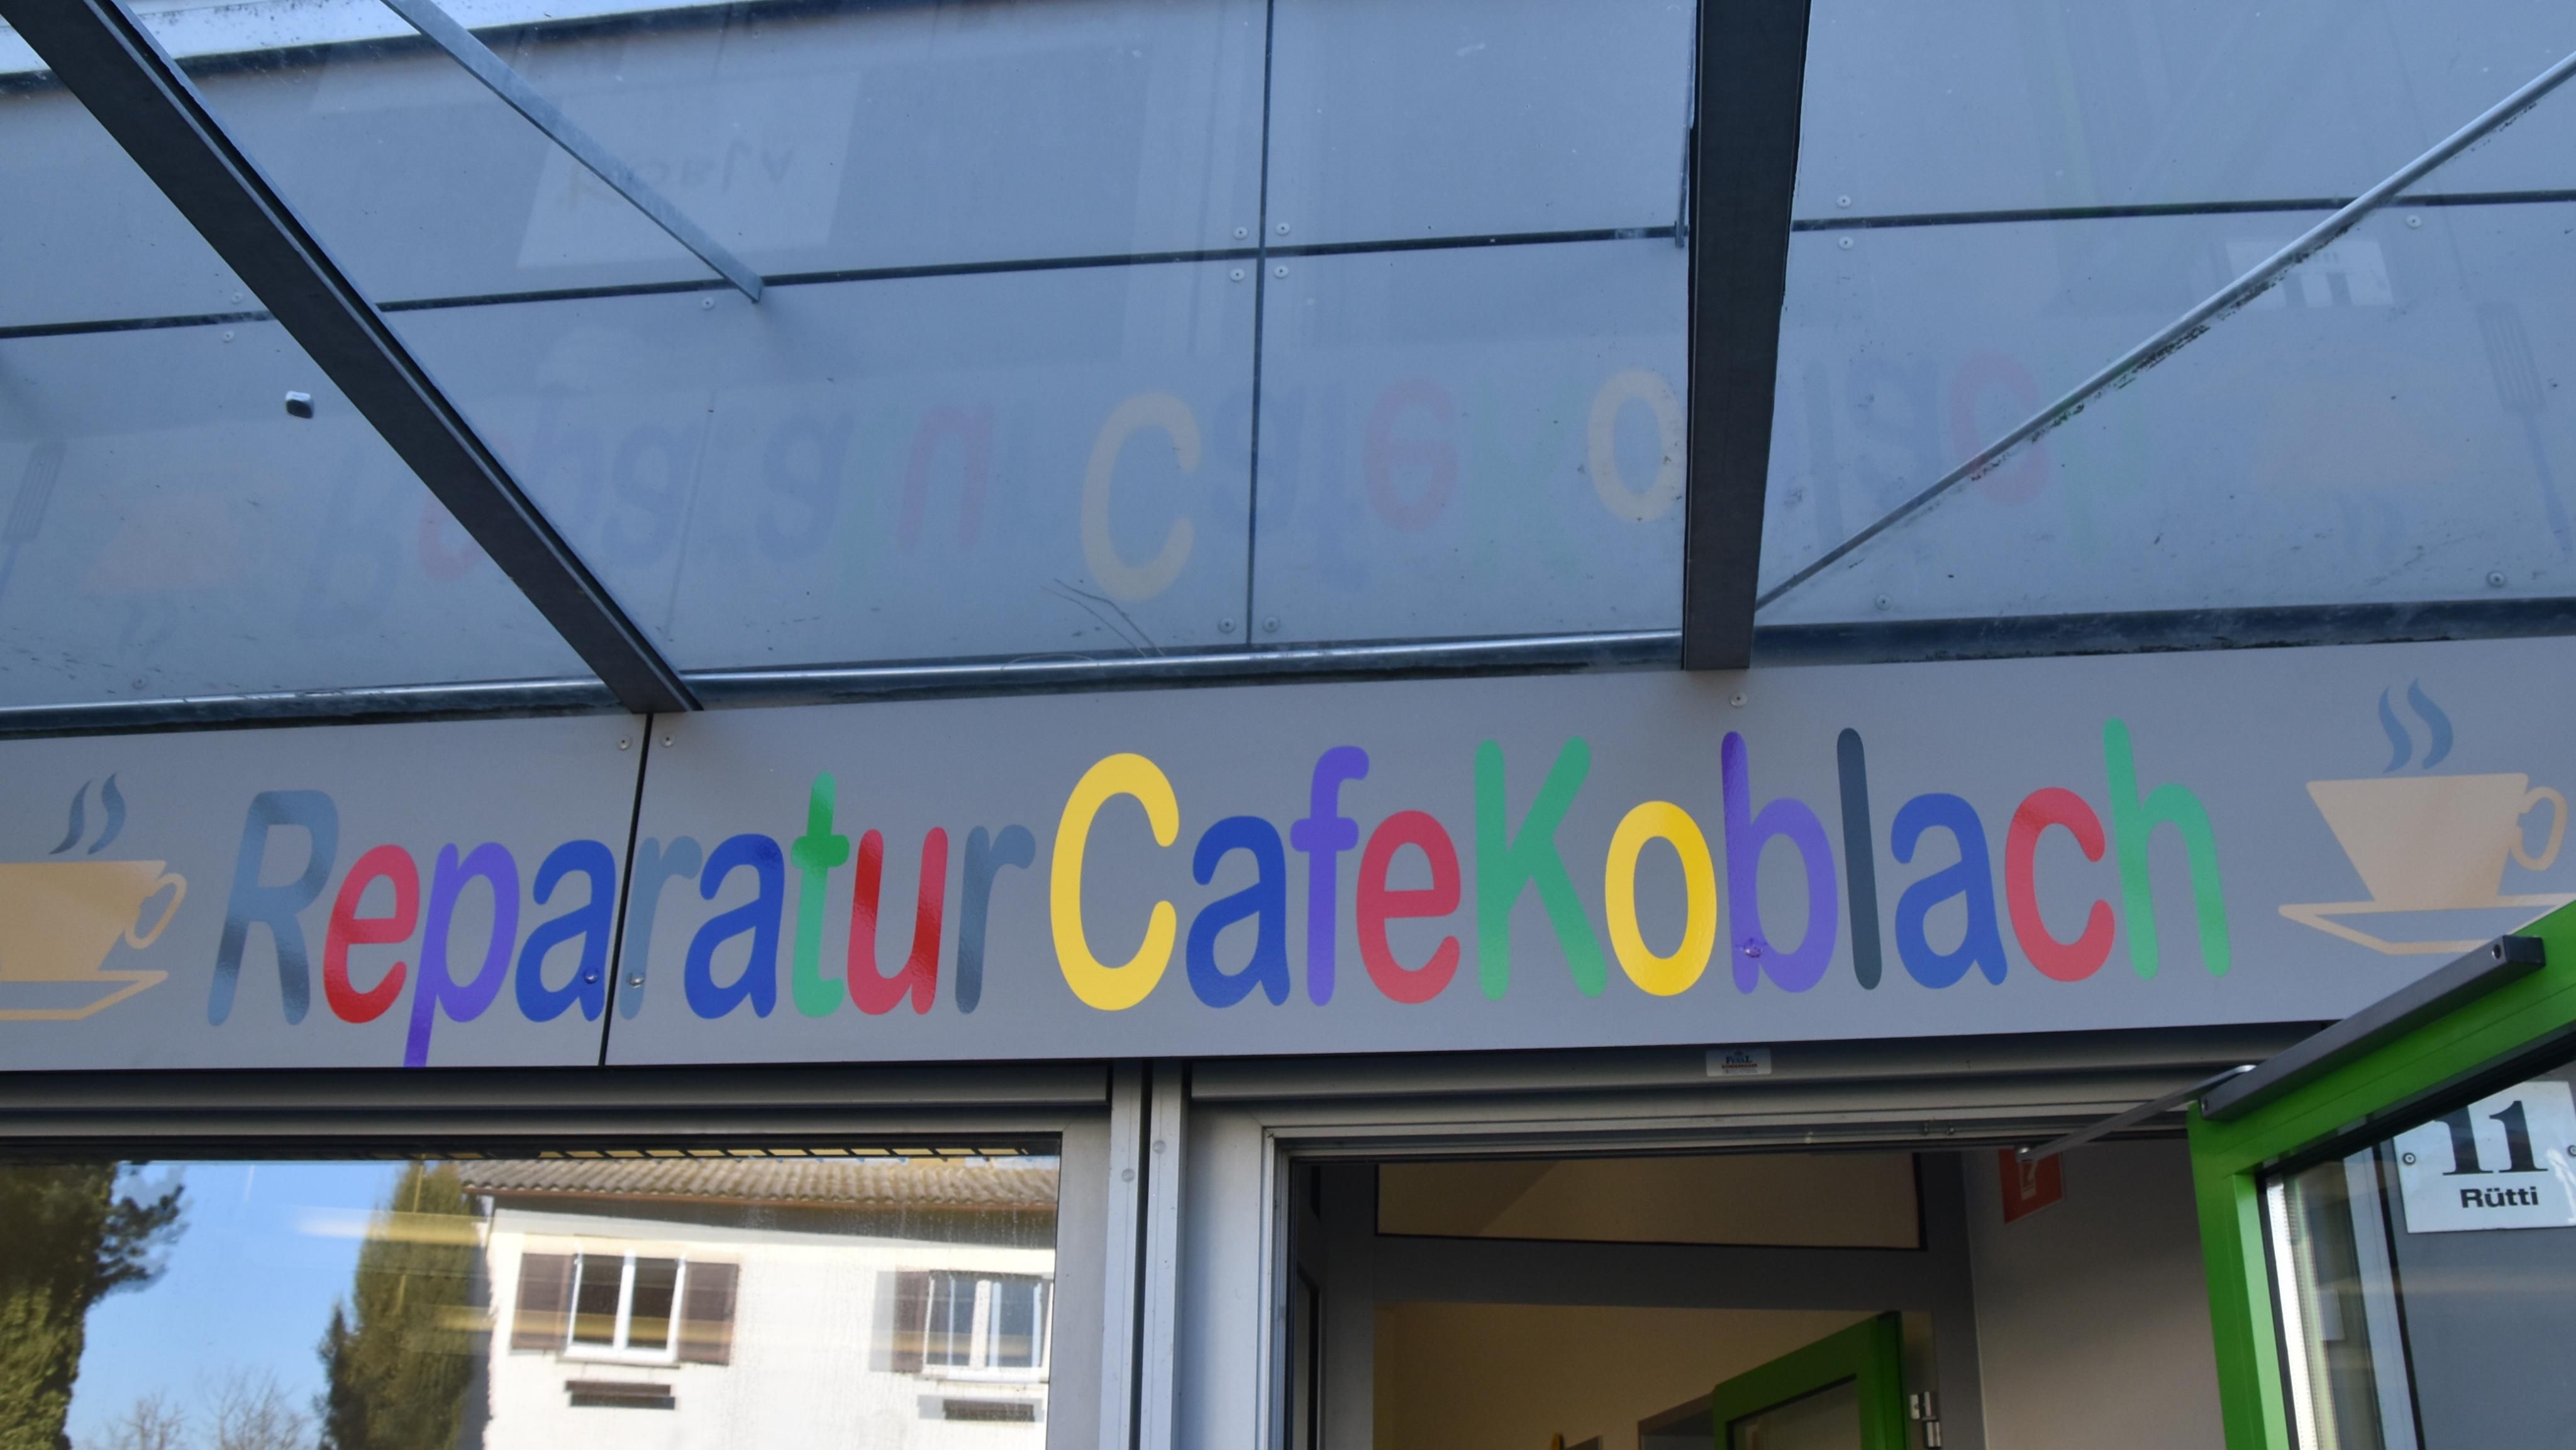 ReparaturCafeKoblach
11
Rütti